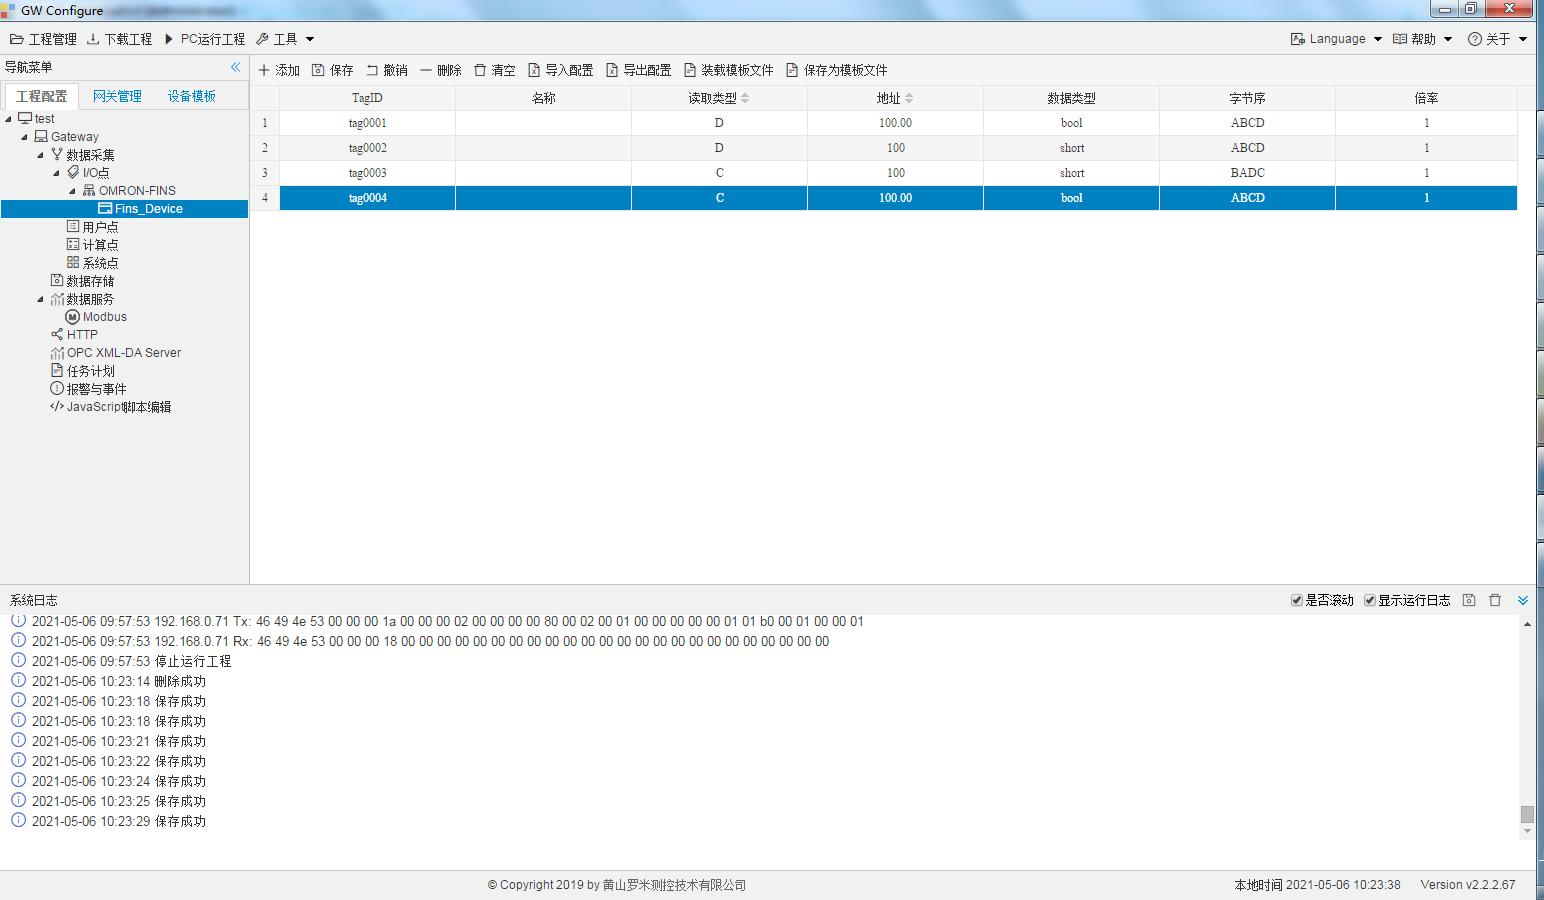 GW Configure
工程管理 下载工程 PC运行工程 工具 Language 帮助 关于
导航菜单
添加 保存 撤销 删除 清空 导入配置 导出配置 装载模板文件 保存为模板文件
工程配置 网关管理 设备模板
TagID 名称 读取类型 地址 数据类型 字节序 倍率
1 tag0001 D 100.00 bool ABCD 1
2 tag0002 D 100 short ABCD 1
3 tag0003 C 100 short BADC 1
4 tag0004 C 100.00 bool ABCD 1
test
Gateway
数据采集
I/O点
OMRON-FINS
Fins_Device
用户点
计算点
系统点
数据存储
数据服务
Modbus
HTTP
OPC XML-DA Server
任务计划
报警与事件
JavaScript脚本编辑
系统日志 是否滚动 显示运行日志
2021-05-06 09:57:53 192.168.0.71 Tx: 46 49 4e 53 00 00 00 1a 00 00 00 02 00 00 00 00 80 00 02 00 01 00 00 00 00 00 01 01 b0 00 01 00 00 01
2021-05-06 09:57:53 192.168.0.71 Rx: 46 49 4e 53 00 00 00 18 00 00 00 00 00 00 00 00 00 00 00 00 00 00 00 00 00 00 00 00 00 00 00 00
2021-05-06 09:57:53 停止运行工程
2021-05-06 10:23:14 删除成功
2021-05-06 10:23:18 保存成功
2021-05-06 10:23:18 保存成功
2021-05-06 10:23:21 保存成功
2021-05-06 10:23:22 保存成功
2021-05-06 10:23:24 保存成功
2021-05-06 10:23:25 保存成功
2021-05-06 10:23:29 保存成功
© Copyright 2019 by 黄山罗米测控技术有限公司 本地时间 2021-05-06 10:23:38 Version v2.2.2.67